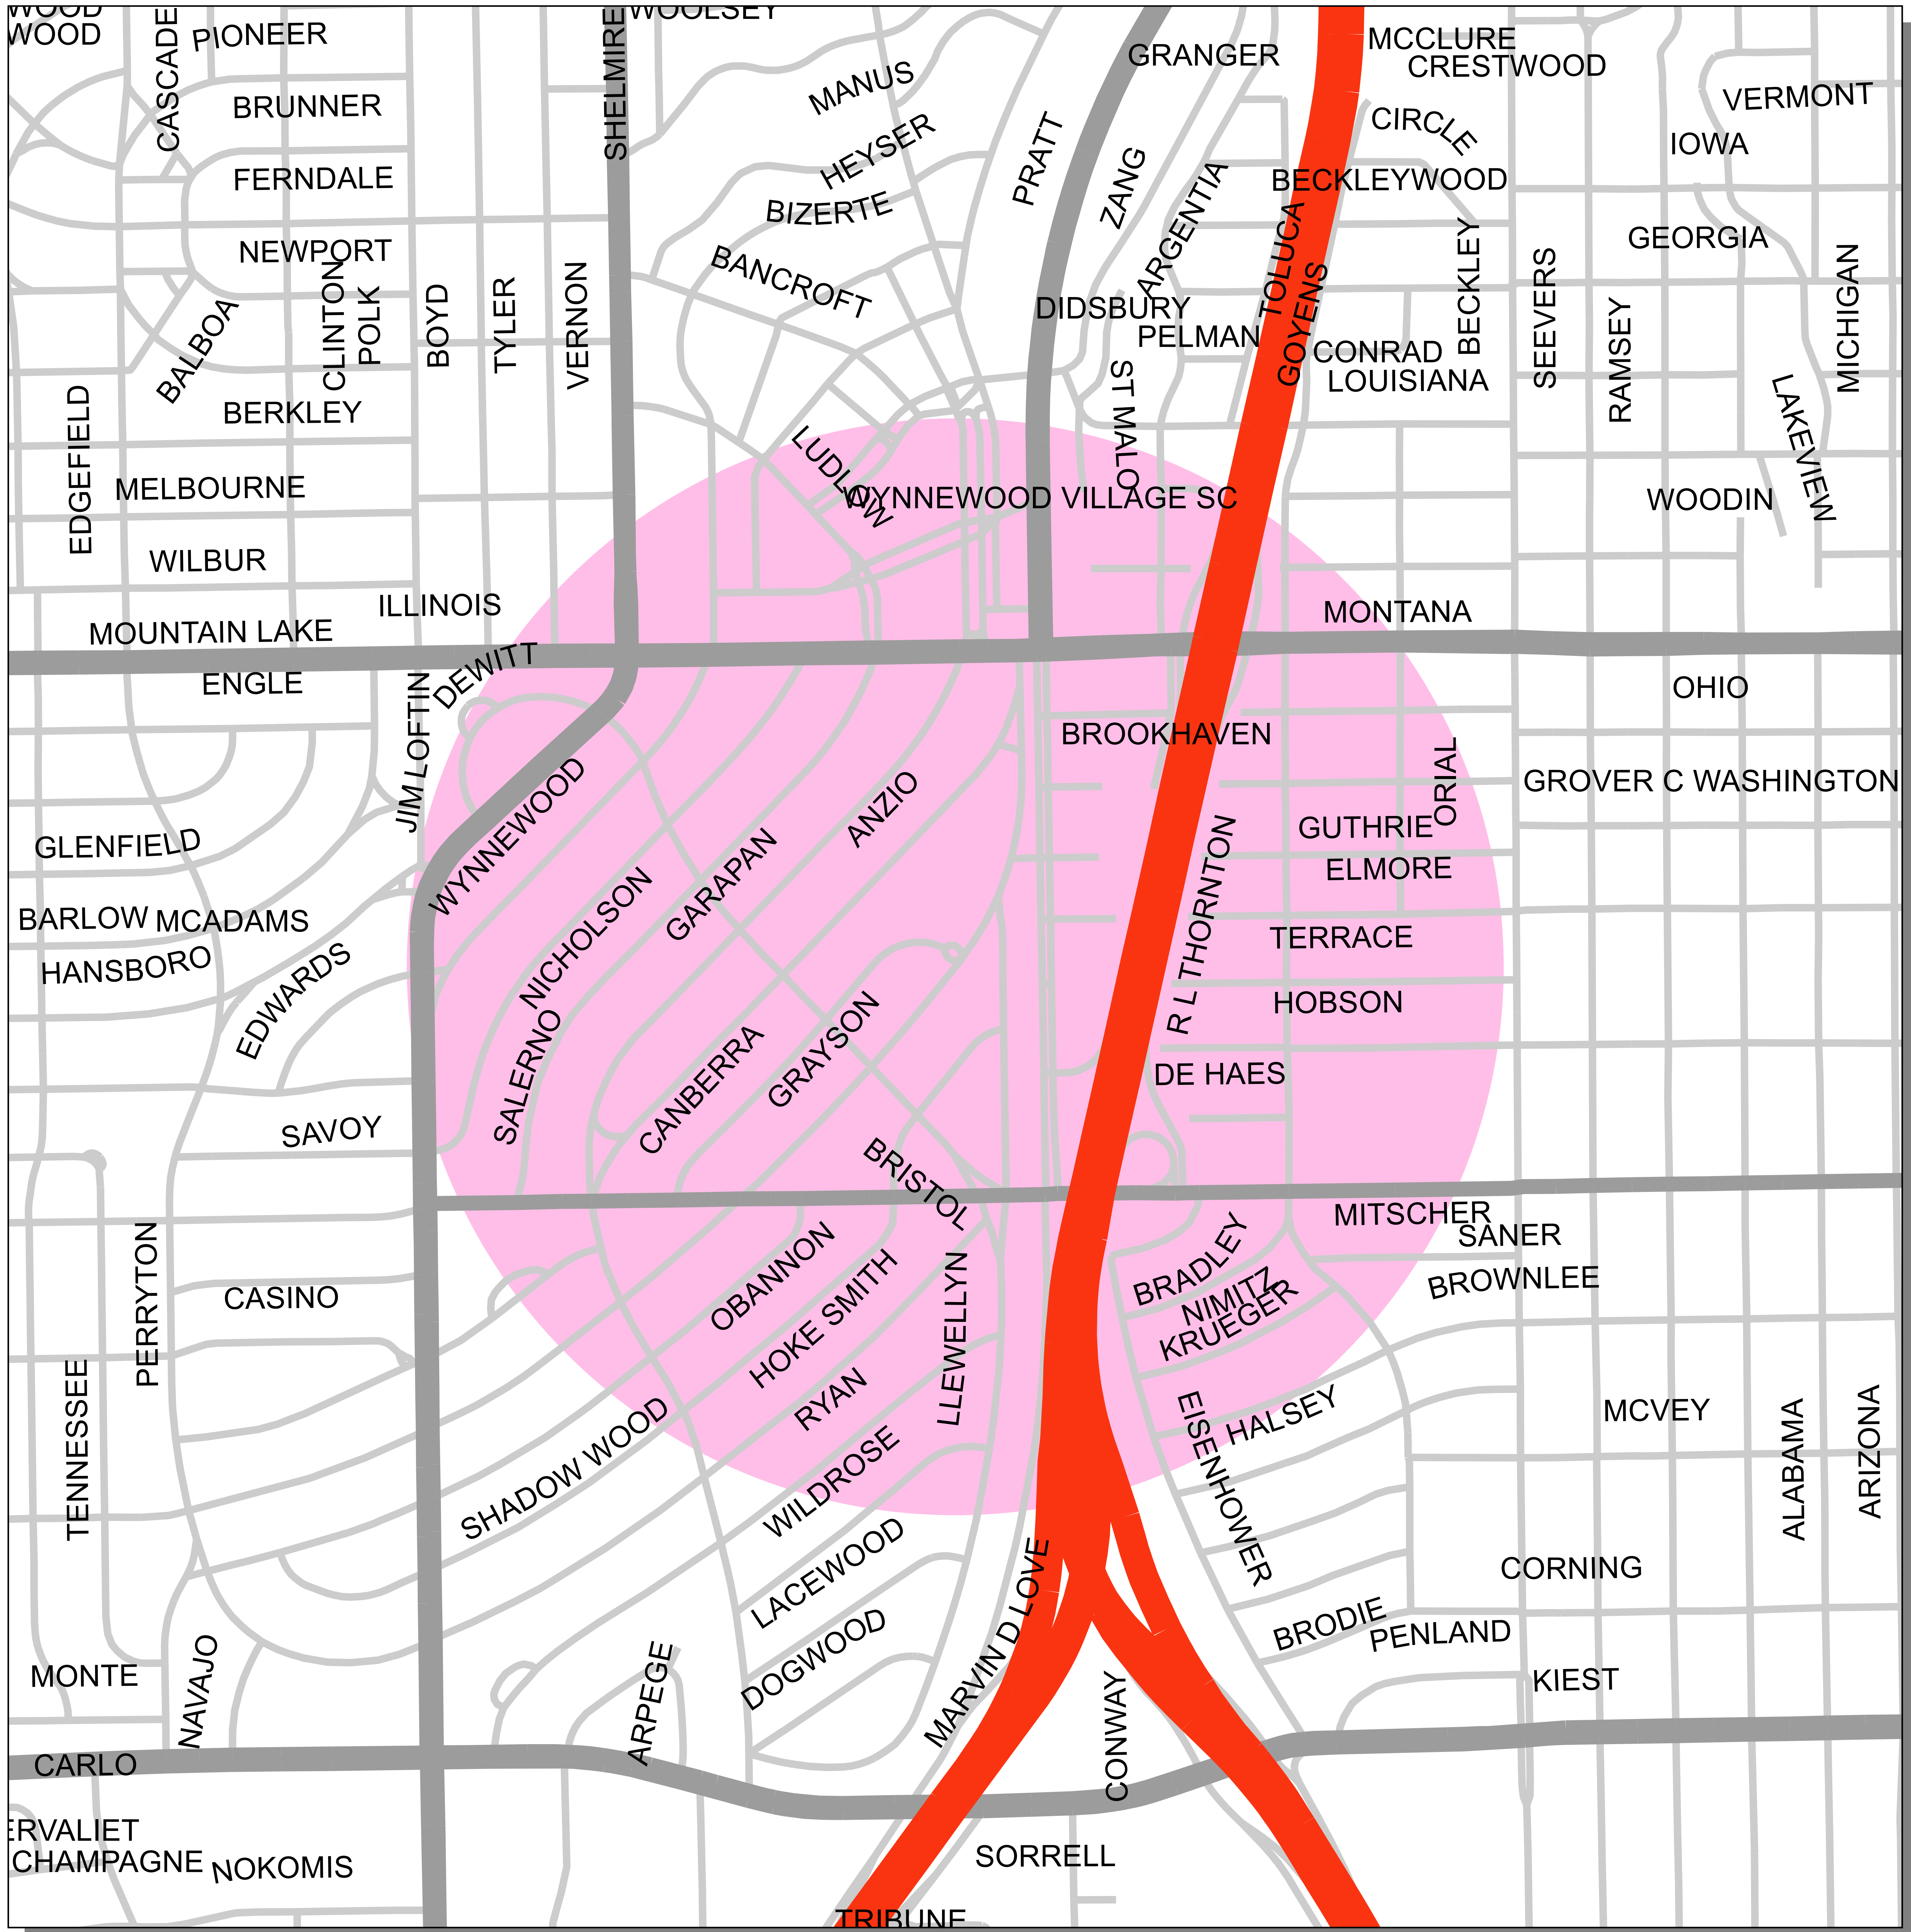 WOOD
WOOD
CASCADE
PIONEER
SHELMIRE
WOOLSEY
MANUS
GRANGER
MCCLURE
CRESTWOOD
VERMONT
BRUNNER
HEYSER
PRATT
ZANG
CIRCLE
IOWA
FERNDALE
BIZERTE
ARGENTIA
BECKLEYWOOD
NEWPORT
BANCROFT
TOLUCA
GOYENS
BECKLEY
SEEVERS
GEORGIA
MICHIGAN
BALBOA
CLINTON
POLK
BOYD
TYLER
VERNON
DIDSBURY
PELMAN
CONRAD
LOUISIANA
RAMSEY
LAKEVIEW
EDGEFIELD
BERKLEY
ST MALO
LUDLOW
MELBOURNE
WYNNEWOOD VILLAGE SC
WOODIN
WILBUR
ILLINOIS
MOUNTAIN LAKE
MONTANA
DEWITT
ENGLE
JIM LOFTIN
OHIO
BROOKHAVEN
ORIAL
GROVER C WASHINGTON
WYNNEWOOD
ANZIO
GLENFIELD
GARAPAN
R L THORNTON
GUTHRIE
ELMORE
BARLOW
MCADAMS
NICHOLSON
TERRACE
HANSBORO
EDWARDS
SALERNO
CANBERRA
GRAYSON
HOBSON
DE HAES
SAVOY
BRISTOL
MITSCHER
SANER
PERRYTON
CASINO
OBANNON
HOKE SMITH
LLEWELLYN
BRADLEY
NIMITZ
KRUEGER
BROWNLEE
TENNESSEE
RYAN
EISENHOWER
HALSEY
MCVEY
ALABAMA
ARIZONA
SHADOW WOOD
WILDROSE
LACEWOOD
MARVIN D LOVE
CORNING
DOGWOOD
BRODIE
PENLAND
MONTE
NAVAJO
ARPEGE
CONWAY
KIEST
CARLO
ERVALIET
CHAMPAGNE
NOKOMIS
SORRELL
TRIBUNE